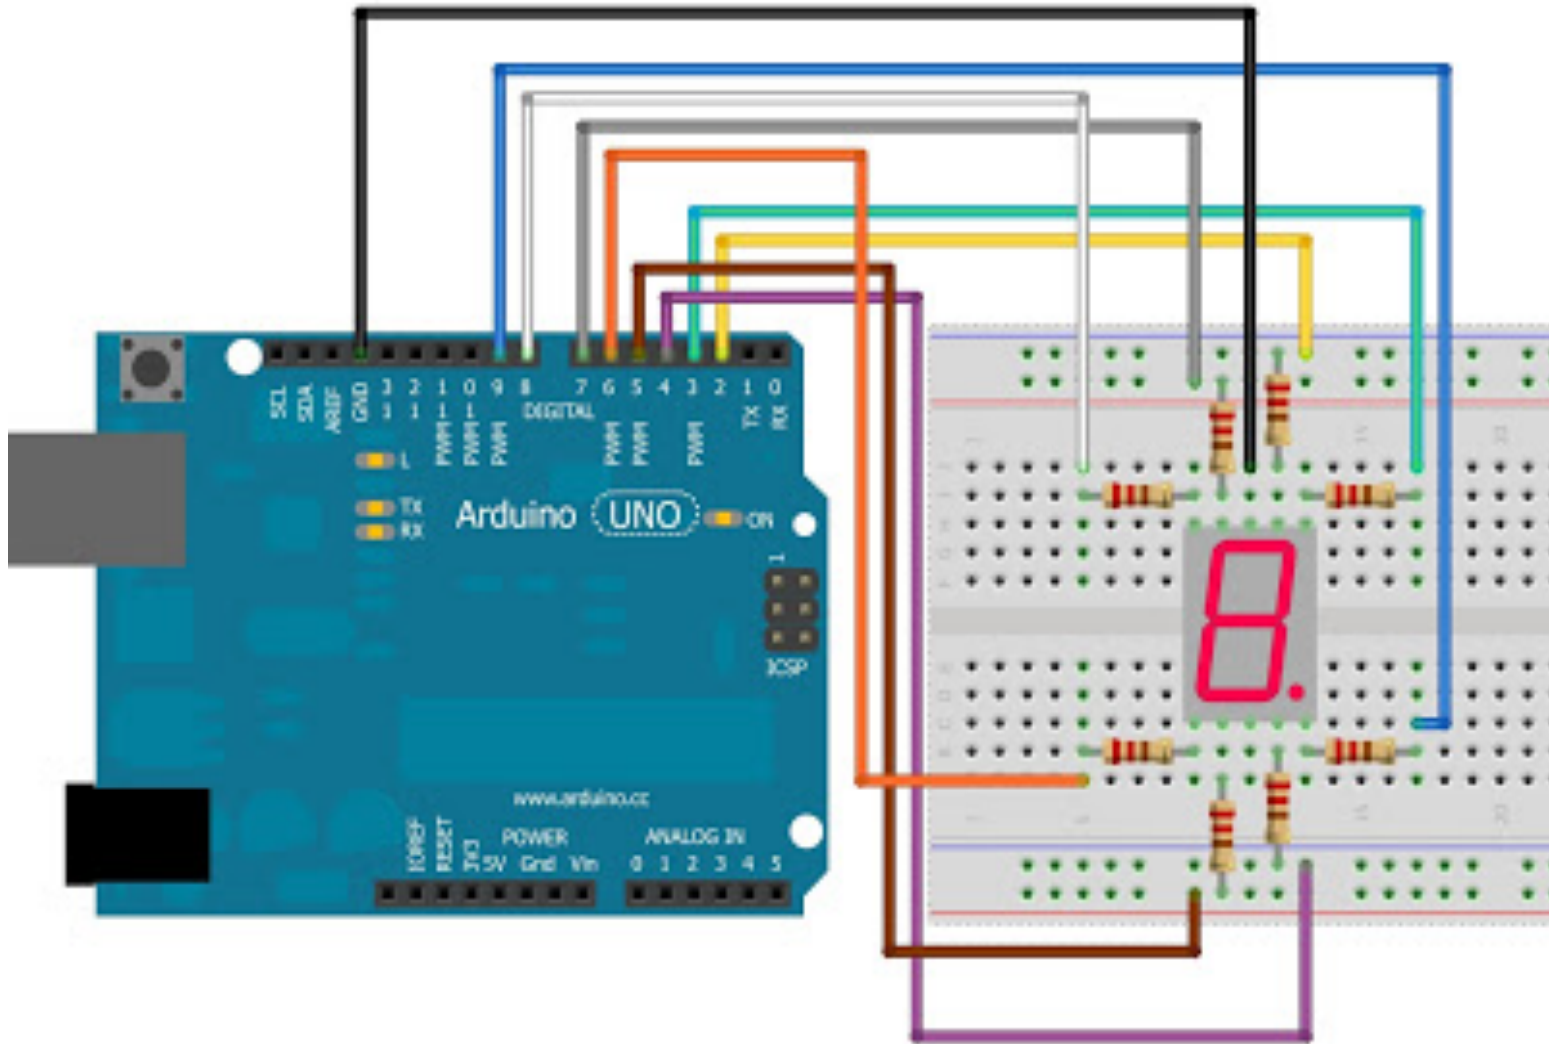 SCL
SDA
AREF
GND
13
12
PWM 11
PWM 10
PWM 9
8
DIGITAL
7
PWM 6
PWM 5
4
PWM 3
2
TX 1
RX 0
L
TX
RX
Arduino UNO
ON
1
ICSP
www.arduino.cc
POWER
ANALOG IN
IOREF
RESET
3V3
5V Gnd Vin
0 1 2 3 4 5